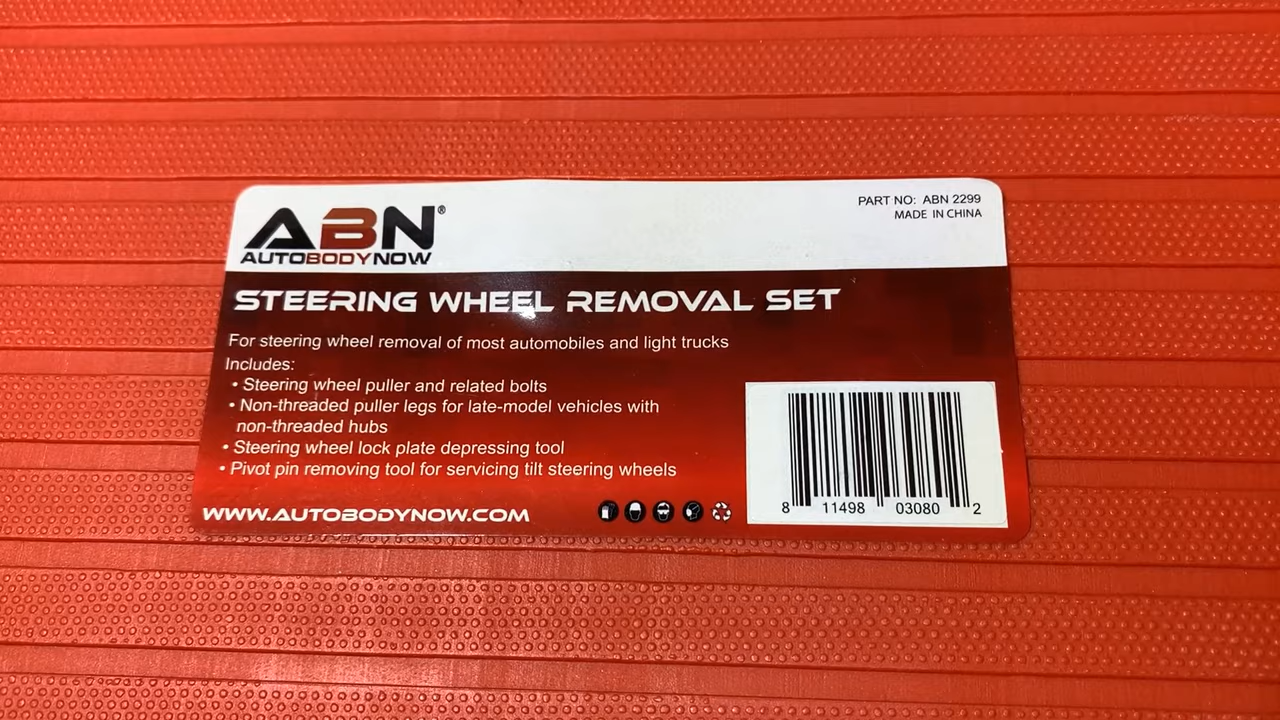 ABN®
AUTOBODYNOW
PART NO: ABN 2299
MADE IN CHINA
STEERING WHEEL REMOVAL SET
For steering wheel removal of most automobiles and light trucks
Includes:
• Steering wheel puller and related bolts
• Non-threaded puller legs for late-model vehicles with
non-threaded hubs
• Steering wheel lock plate depressing tool
• Pivot pin removing tool for servicing tilt steering wheels
WWW.AUTOBODYNOW.COM
8 11498 03080 2